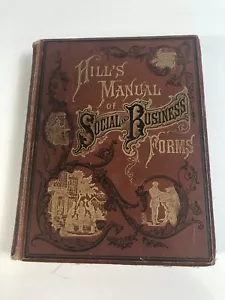 HILL'S
MANUAL
OF
SOCIAL AND BUSINESS
FORMS